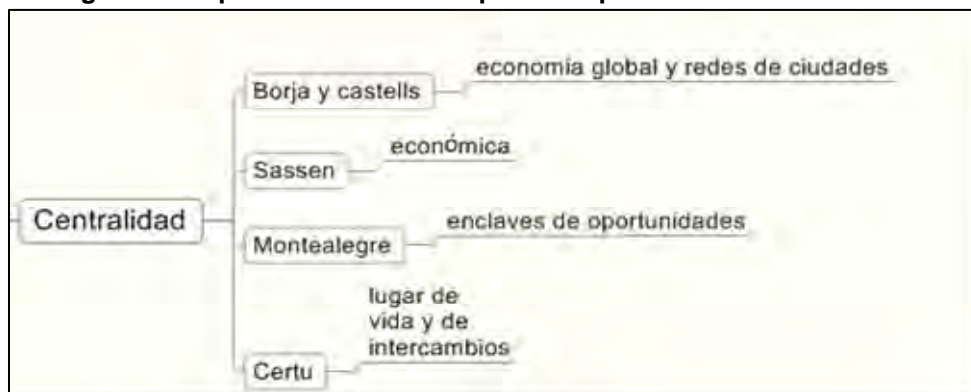 economía global y redes de ciudades
Borja y castells
económica
Sassen
Centralidad
enclaves de oportunidades
Montealegre
lugar de
vida y de
intercambios
Certu